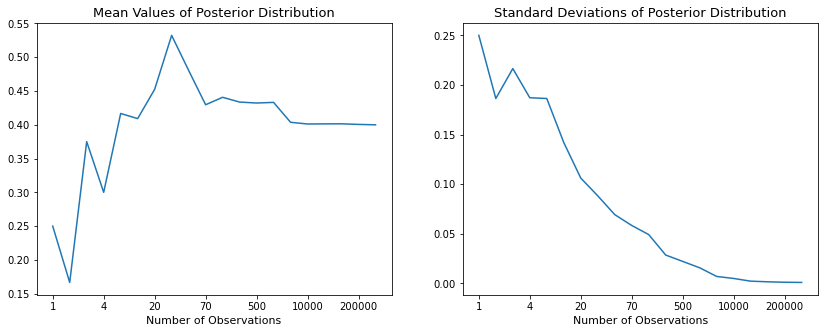 Mean Values of Posterior Distribution
0.55
0.50
0.45
0.40
0.35
0.30
0.25
0.20
0.15
1 4 20 70 500 10000 200000
Number of Observations
Standard Deviations of Posterior Distribution
0.25
0.20
0.15
0.10
0.05
0.00
1 4 20 70 500 10000 200000
Number of Observations